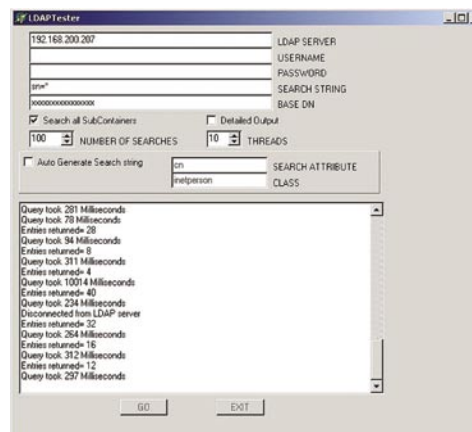 LDAPTester
192.168.200.207
LDAP SERVER
USERNAME
PASSWORD
sn=*
SEARCH STRING
xxxxxxxxxxxxxxxx
BASE DN
Search all SubContainers
Detailed Output
100
NUMBER OF SEARCHES
10
THREADS
Auto Generate Search string
cn
SEARCH ATTRIBUTE
inetperson
CLASS
Query took 281 Milliseconds
Query took 78 Milliseconds
Entries returned= 28
Query took 94 Milliseconds
Entries returned= 8
Query took 311 Milliseconds
Entries returned= 4
Query took 10014 Milliseconds
Entries returned= 40
Query took 234 Milliseconds
Disconnected from LDAP server
Entries returned= 32
Query took 264 Milliseconds
Entries returned= 16
Query took 312 Milliseconds
Entries returned= 12
Query took 297 Milliseconds
GO
EXIT